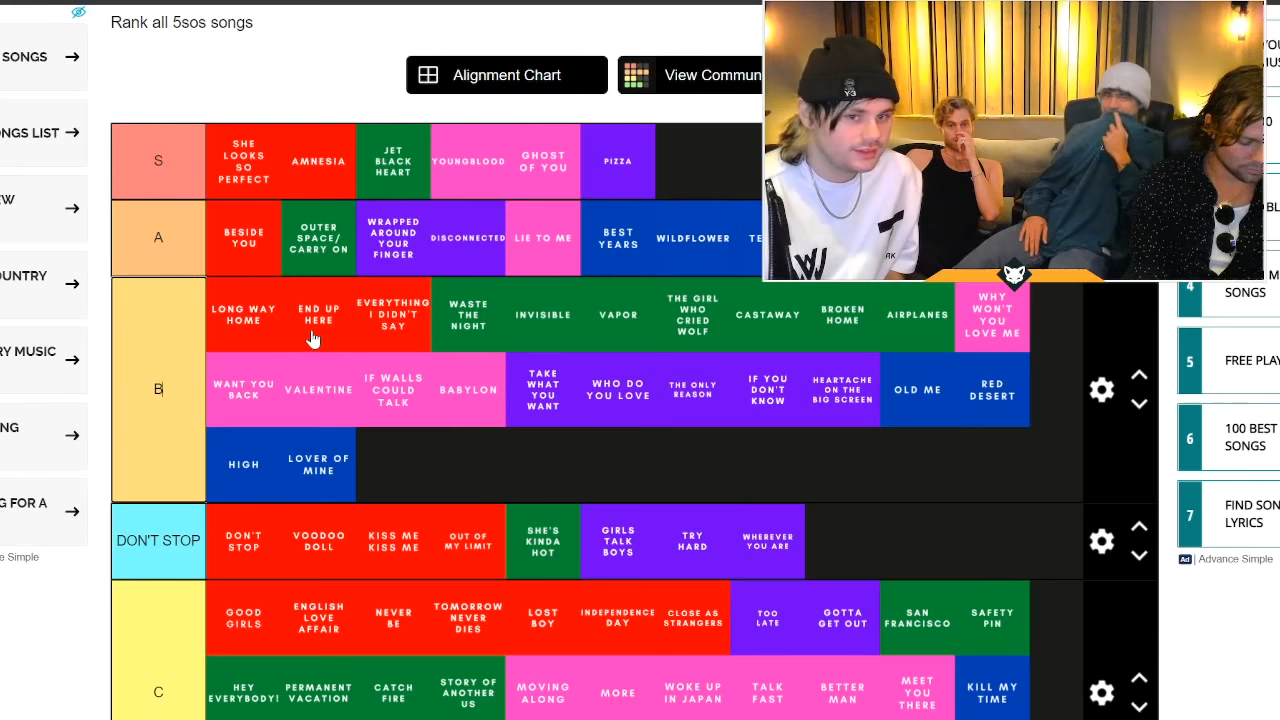 Rank all 5sos songs
SONGS
NGS LIST
EW
OUNTRY
RY MUSIC
NG
G FOR A
e Simple
Alignment Chart
View Commun
Y-3
S
SHE
LOOKS
SO
PERFECT
AMNESIA
JET
BLACK
HEART
YOUNGBLOOD
GHOST
OF YOU
PIZZA
A
BESIDE
YOU
OUTER
SPACE/
CARRY ON
WRAPPED
AROUND
YOUR
FINGER
DISCONNECTED
LIE TO ME
BEST
YEARS
WILDFLOWER
TE
B
LONG WAY
HOME
END UP
HERE
EVERYTHING
I DIDN'T
SAY
WASTE
THE
NIGHT
INVISIBLE
VAPOR
THE GIRL
WHO
CRIED
WOLF
CASTAWAY
BROKEN
HOME
AIRPLANES
WHY
WON'T
YOU
LOVE ME
WANT YOU
BACK
VALENTINE
IF WALLS
COULD
TALK
BABYLON
TAKE
WHAT
YOU
WANT
WHO DO
YOU LOVE
THE ONLY
REASON
IF YOU
DON'T
KNOW
HEARTACHE
ON THE
BIG SCREEN
OLD ME
RED
DESERT
HIGH
LOVER OF
MINE
DON'T STOP
DON'T
STOP
VOODOO
DOLL
KISS ME
KISS ME
OUT OF
MY LIMIT
SHE'S
KINDA
HOT
GIRLS
TALK
BOYS
TRY
HARD
WHEREVER
YOU ARE
C
GOOD
GIRLS
ENGLISH
LOVE
AFFAIR
NEVER
BE
TOMORROW
NEVER
DIES
LOST
BOY
INDEPENDENCE
DAY
CLOSE AS
STRANGERS
TOO
LATE
GOTTA
GET OUT
SAN
FRANCISCO
SAFETY
PIN
HEY
EVERYBODY!
PERMANENT
VACATION
CATCH
FIRE
STORY OF
ANOTHER
US
MOVING
ALONG
MORE
WOKE UP
IN JAPAN
TALK
FAST
BETTER
MAN
MEET
YOU
THERE
KILL MY
TIME
4
SONGS
5
FREE PLAY
6
100 BEST
SONGS
7
FIND SON
LYRICS
Ad Advance Simple